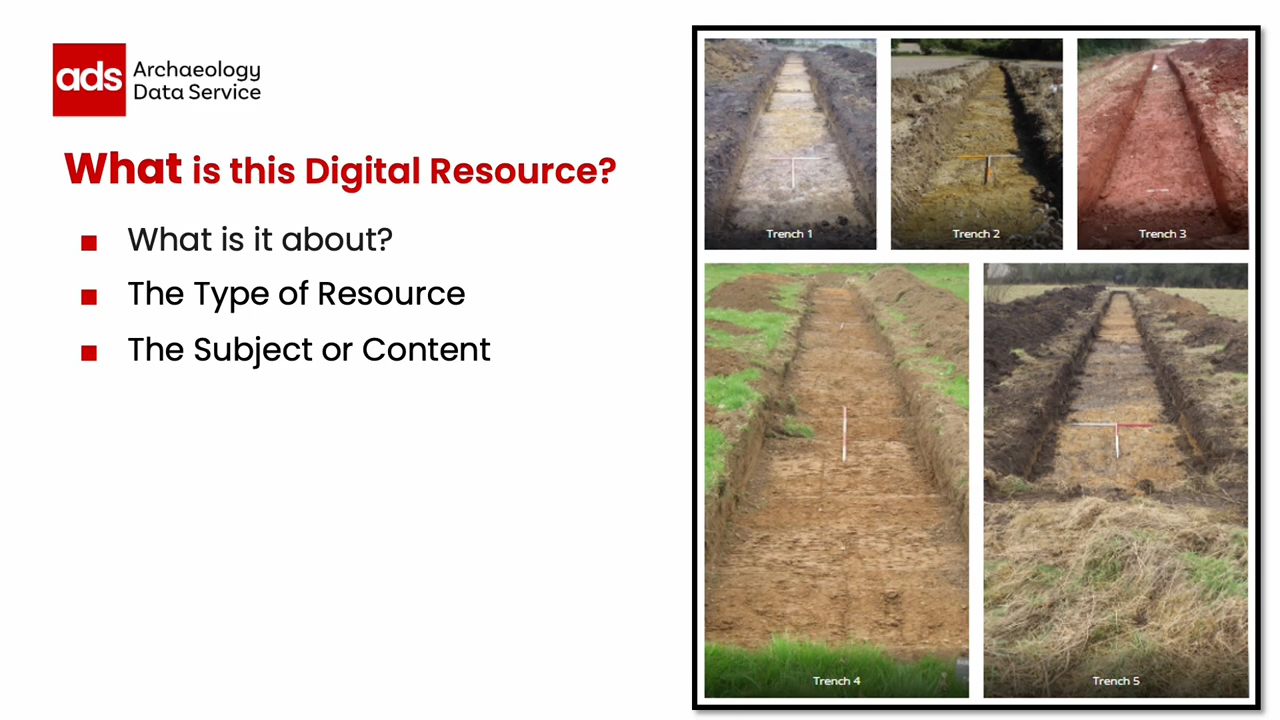 ads
Archaeology
Data Service
What is this Digital Resource?
What is it about?
The Type of Resource
The Subject or Content
Trench 1
Trench 2
Trench 3
Trench 4
Trench 5